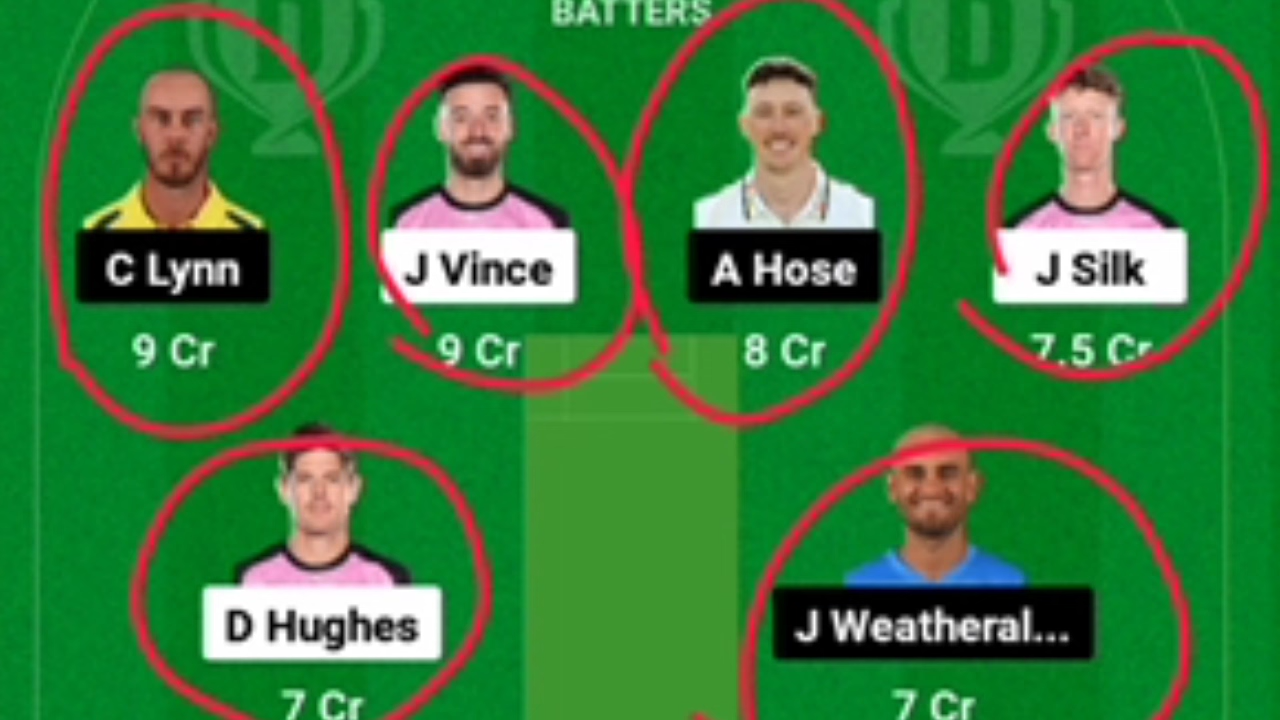 BATTERS
C Lynn
J Vince
A Hose
J Silk
9 Cr
9 Cr
8 Cr
7.5 Cr
D Hughes
J Weatheral...
7 Cr
7 Cr